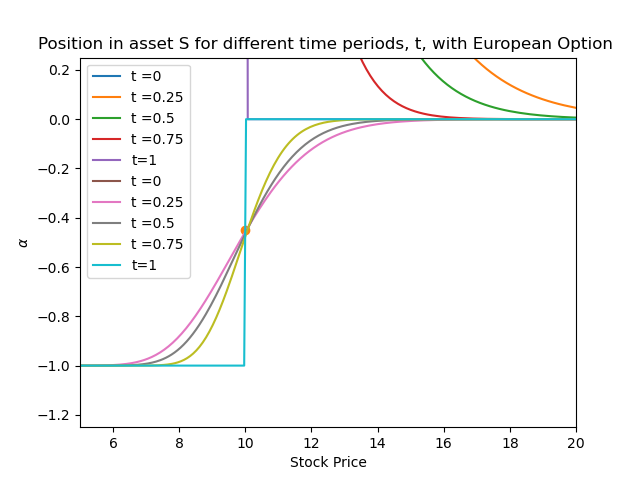 Position in asset S for different time periods, t, with European Option
0.2
0.0
−0.2
−0.4
−0.6
−0.8
−1.0
−1.2
α
t =0
t =0.25
t =0.5
t =0.75
t=1
t =0
t =0.25
t =0.5
t =0.75
t=1
6 8 10 12 14 16 18 20
Stock Price